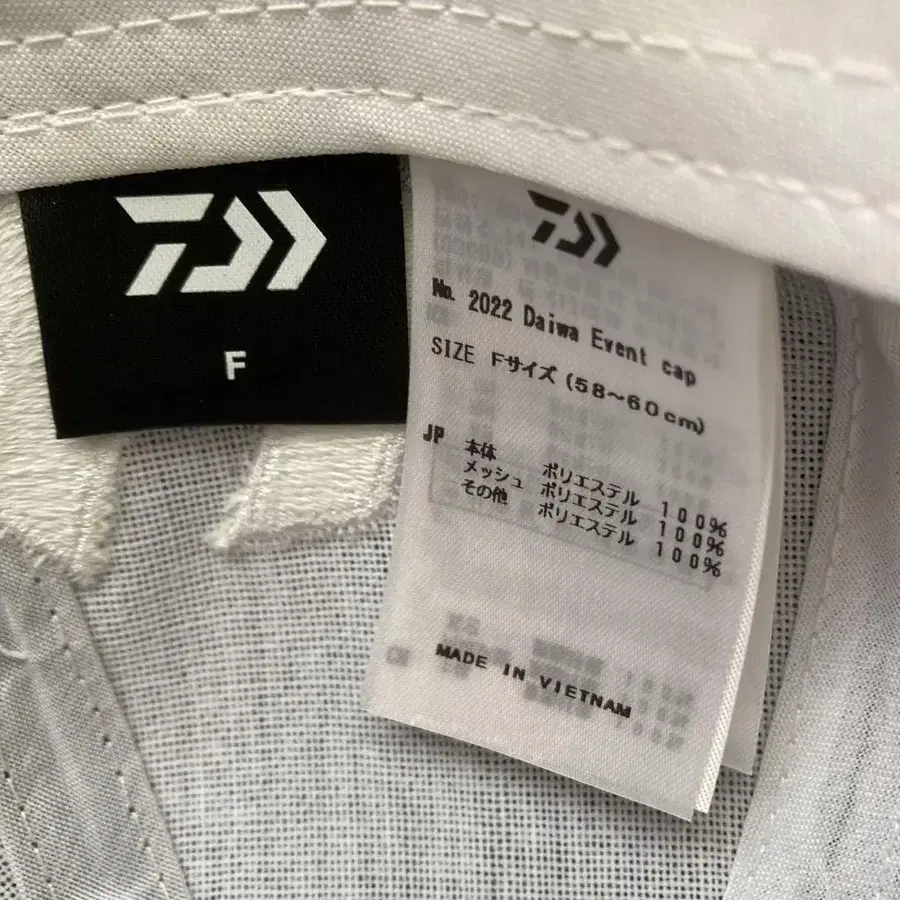 F
No. 2022 Daiwa Event cap
SIZE Fサイズ (58〜60cm)
JP 本体 ポリエステル 100%
メッシュ ポリエステル 100%
その他 ポリエステル 100%
MADE IN VIETNAM